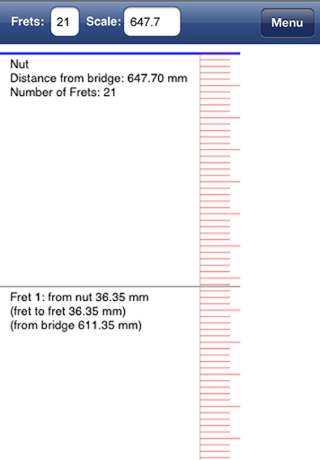 Frets: 21 Scale: 647.7 Menu
Nut
Distance from bridge: 647.70 mm
Number of Frets: 21
Fret 1: from nut 36.35 mm
(fret to fret 36.35 mm)
(from bridge 611.35 mm)